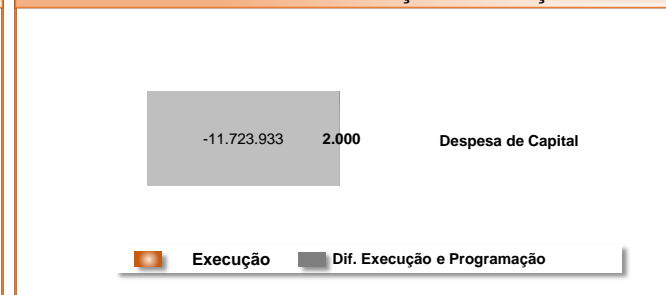 -11.723.933 2.000 Despesa de Capital
Execução Dif. Execução e Programação